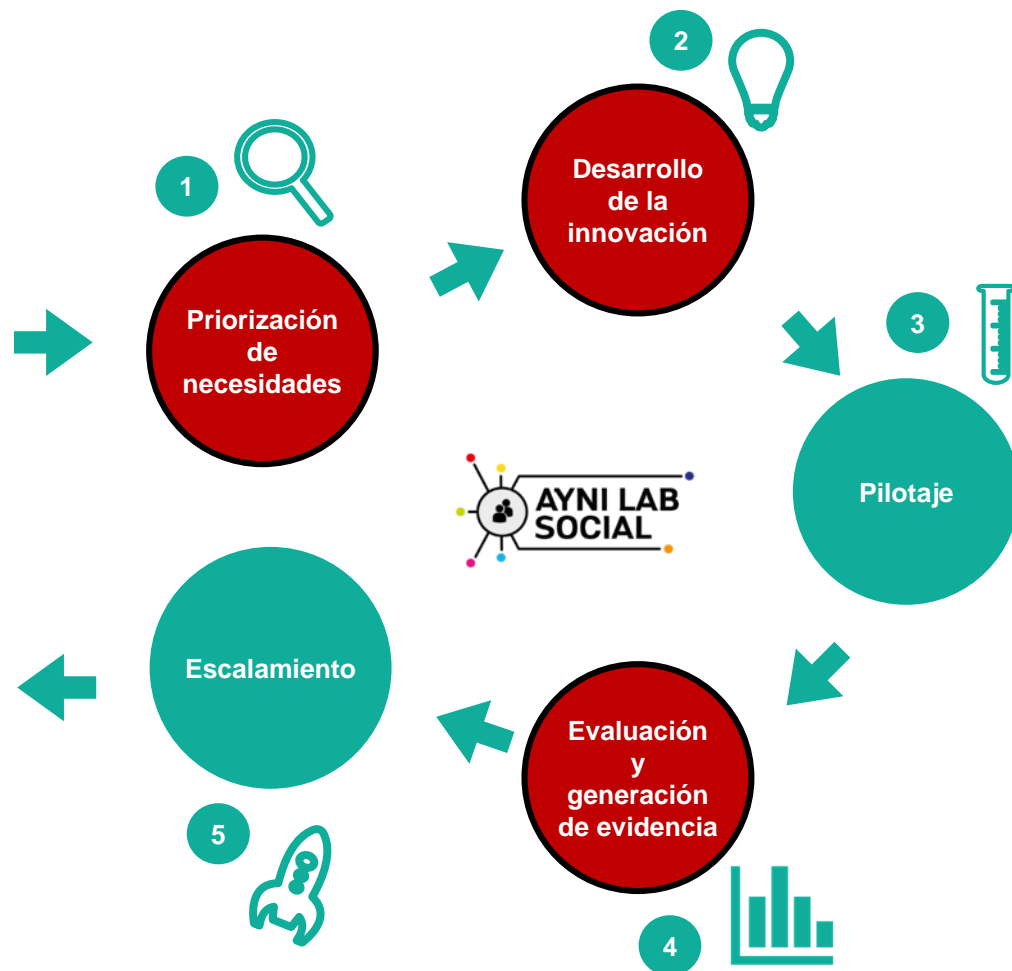 1
Priorización
de
necesidades
2
Desarrollo
de la
innovación
3
Pilotaje
AYNI LAB
SOCIAL
4
Evaluación
y
generación
de evidencia
5
Escalamiento